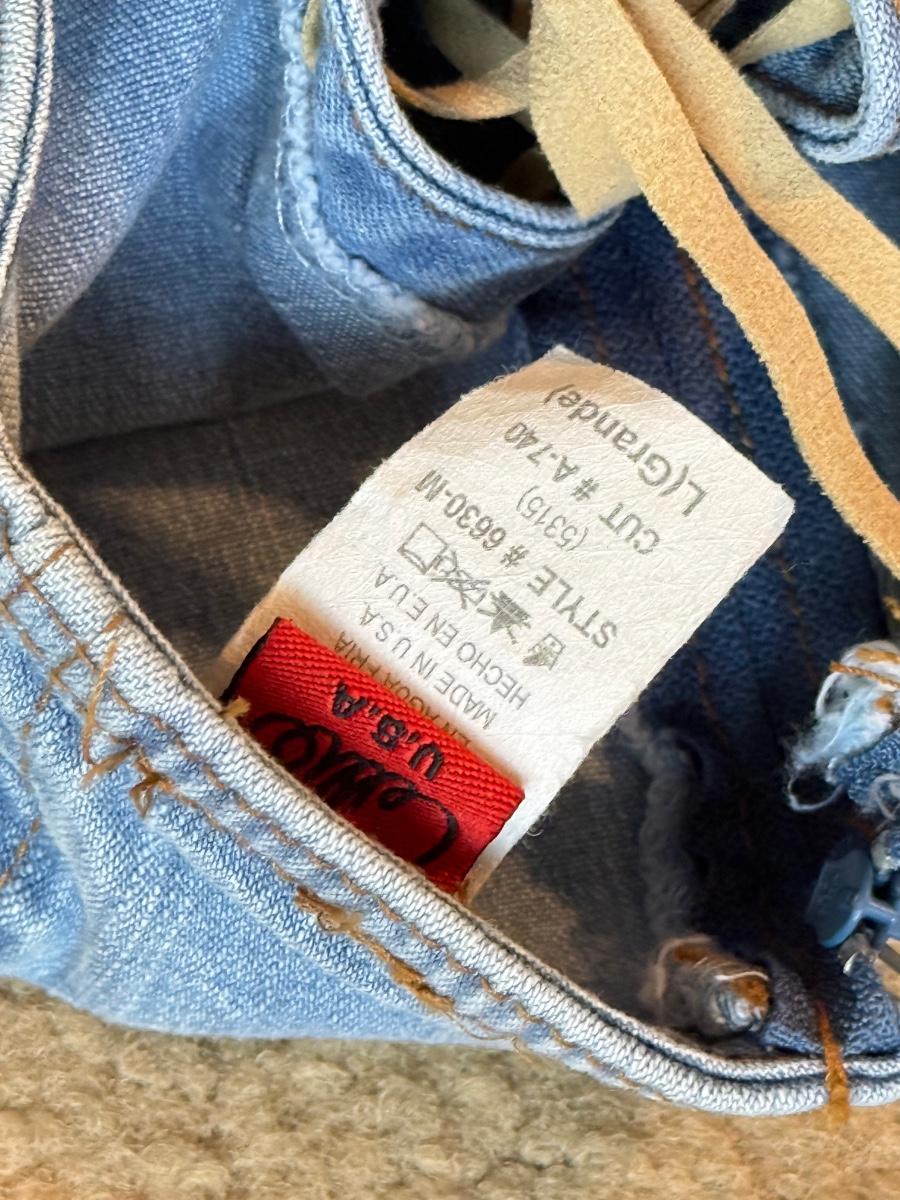 U.S.A
MADE IN U S A
HECHO EN E U A
STYLE # 6630-M
(5315)
CUT # A-740
L(Grande)